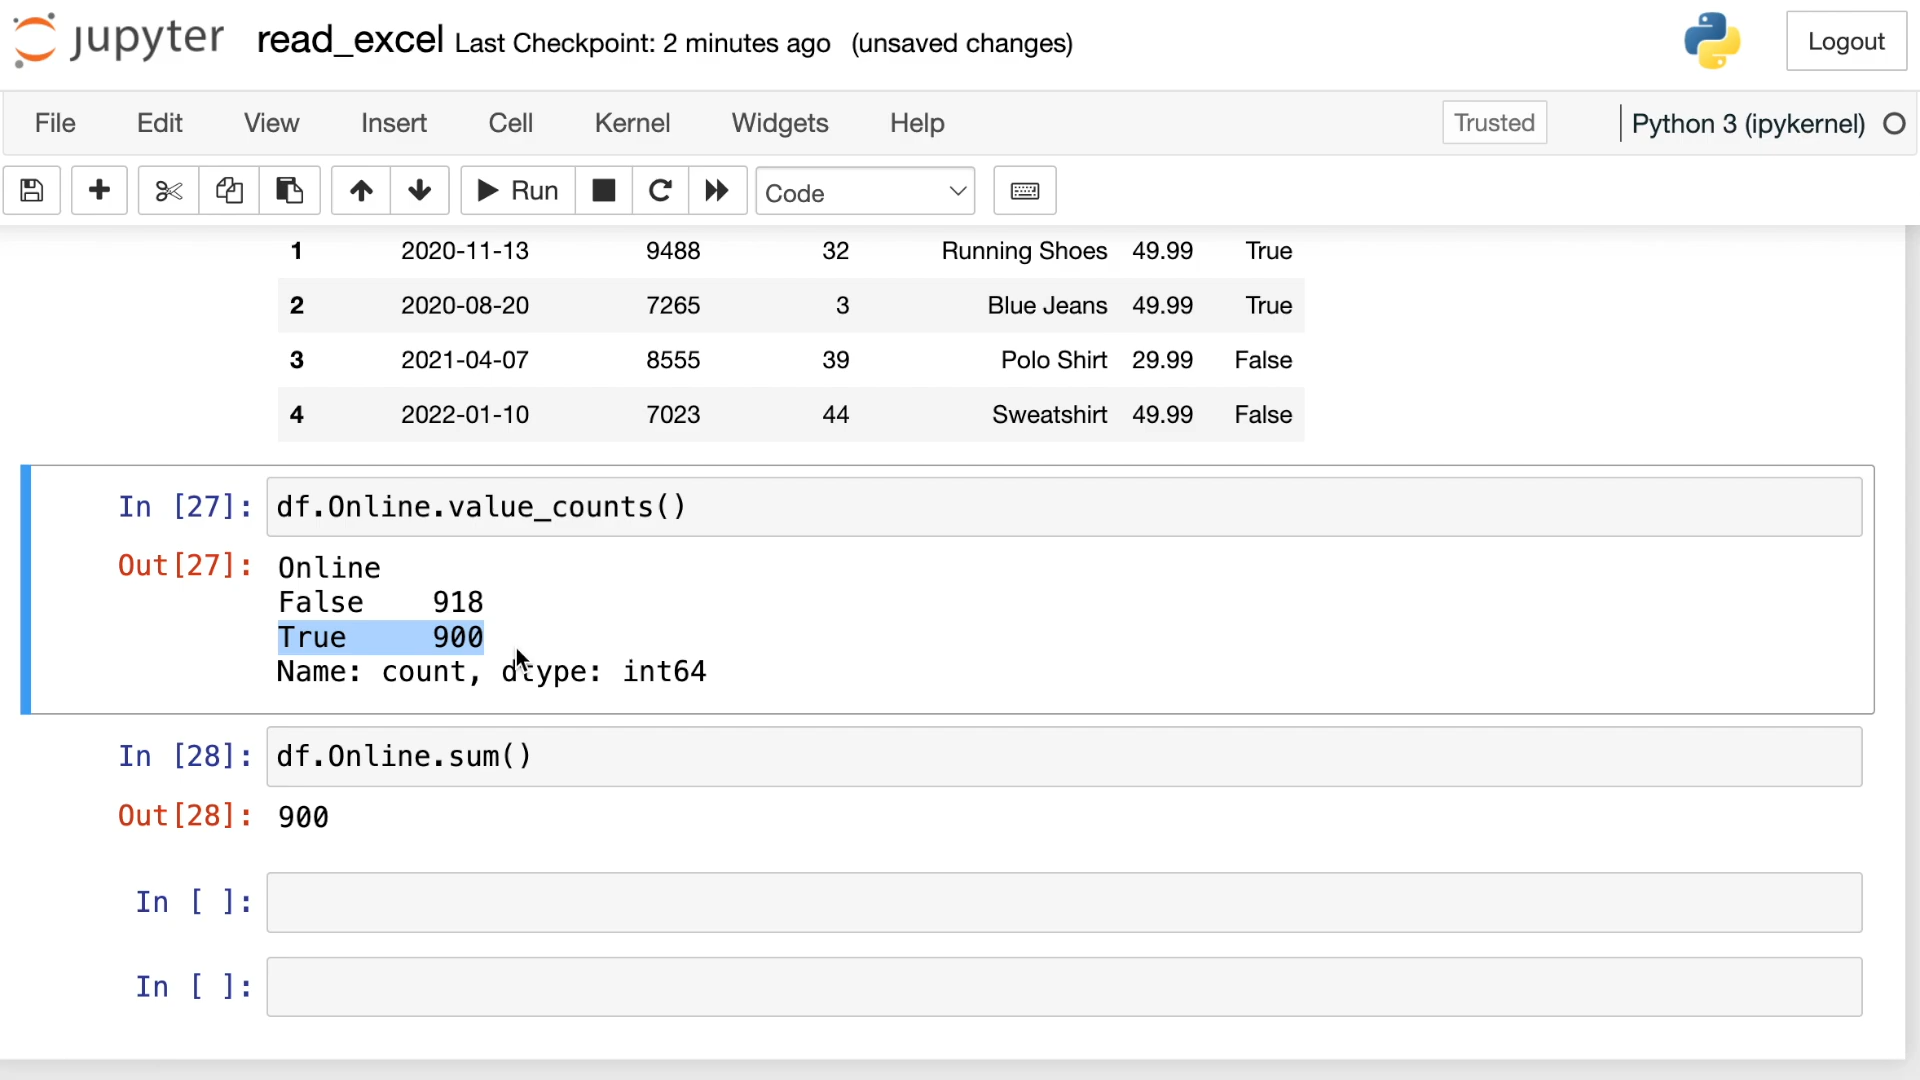 jupyter read_excel Last Checkpoint: 2 minutes ago (unsaved changes) Logout
File Edit View Insert Cell Kernel Widgets Help Trusted Python 3 (ipykernel)
Run Code
1 2020-11-13 9488 32 Running Shoes 49.99 True
2 2020-08-20 7265 3 Blue Jeans 49.99 True
3 2021-04-07 8555 39 Polo Shirt 29.99 False
4 2022-01-10 7023 44 Sweatshirt 49.99 False
In [27]: df.Online.value_counts()
Out[27]: Online
False 918
True 900
Name: count, dtype: int64
In [28]: df.Online.sum()
Out[28]: 900
In [ ]:
In [ ]: